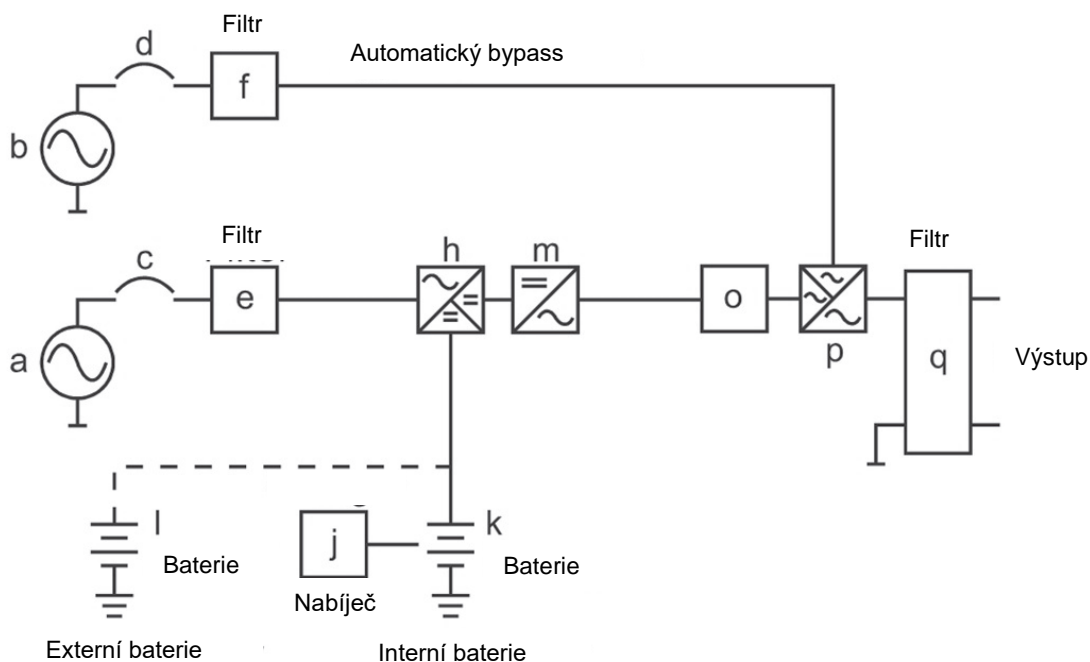 Filtr
d
Automatický bypass
f
b
Filtr
c
h
m
Filtr
e
o
a
p
q
Výstup
l
k
j
Baterie
Baterie
Nabíječ
Externí baterie
Interní baterie